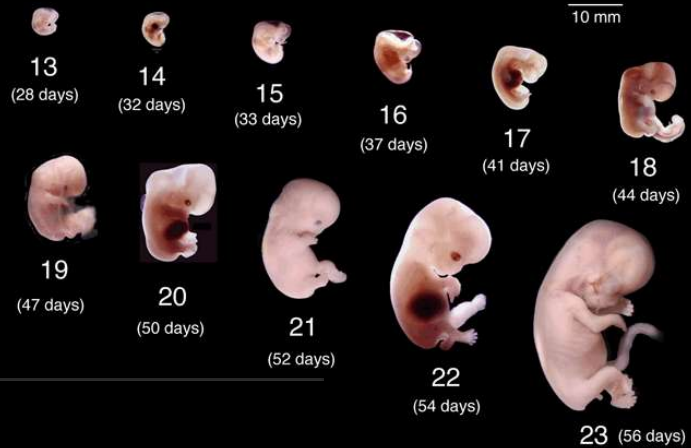 10 mm
13
(28 days)
14
(32 days)
15
(33 days)
16
(37 days)
17
(41 days)
18
(44 days)
19
(47 days)
20
(50 days)
21
(52 days)
22
(54 days)
23 (56 days)